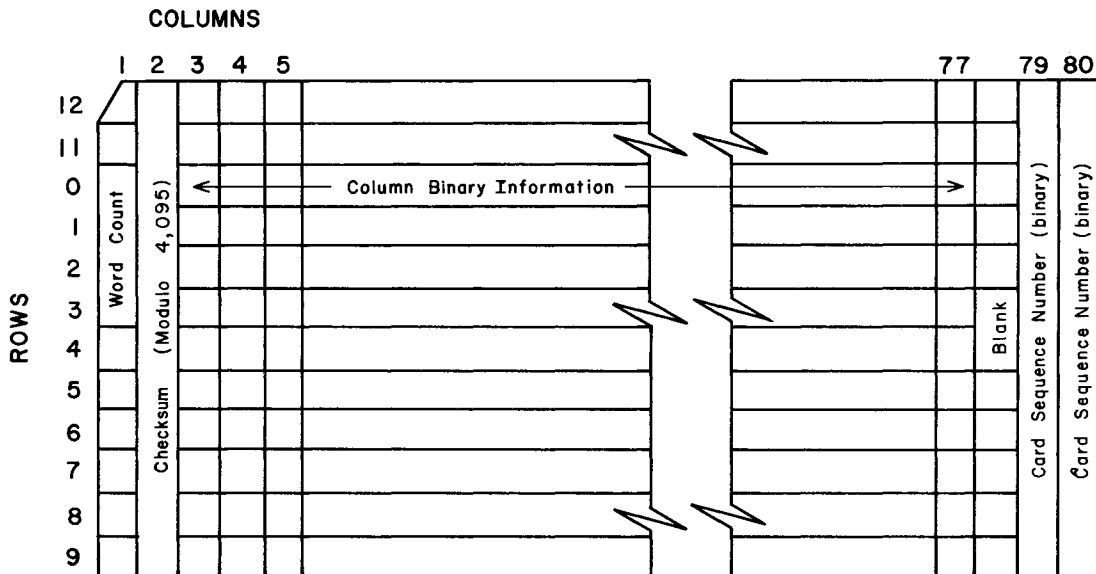 COLUMNS
1 2 3 4 5 77 79 80
12
11
0
1
2
3
4
5
6
7
8
9
ROWS
Word Count
Checksum (Modulo 4,095)
Column Binary Information
Blank
Card Sequence Number (binary)
Card Sequence Number (binary)